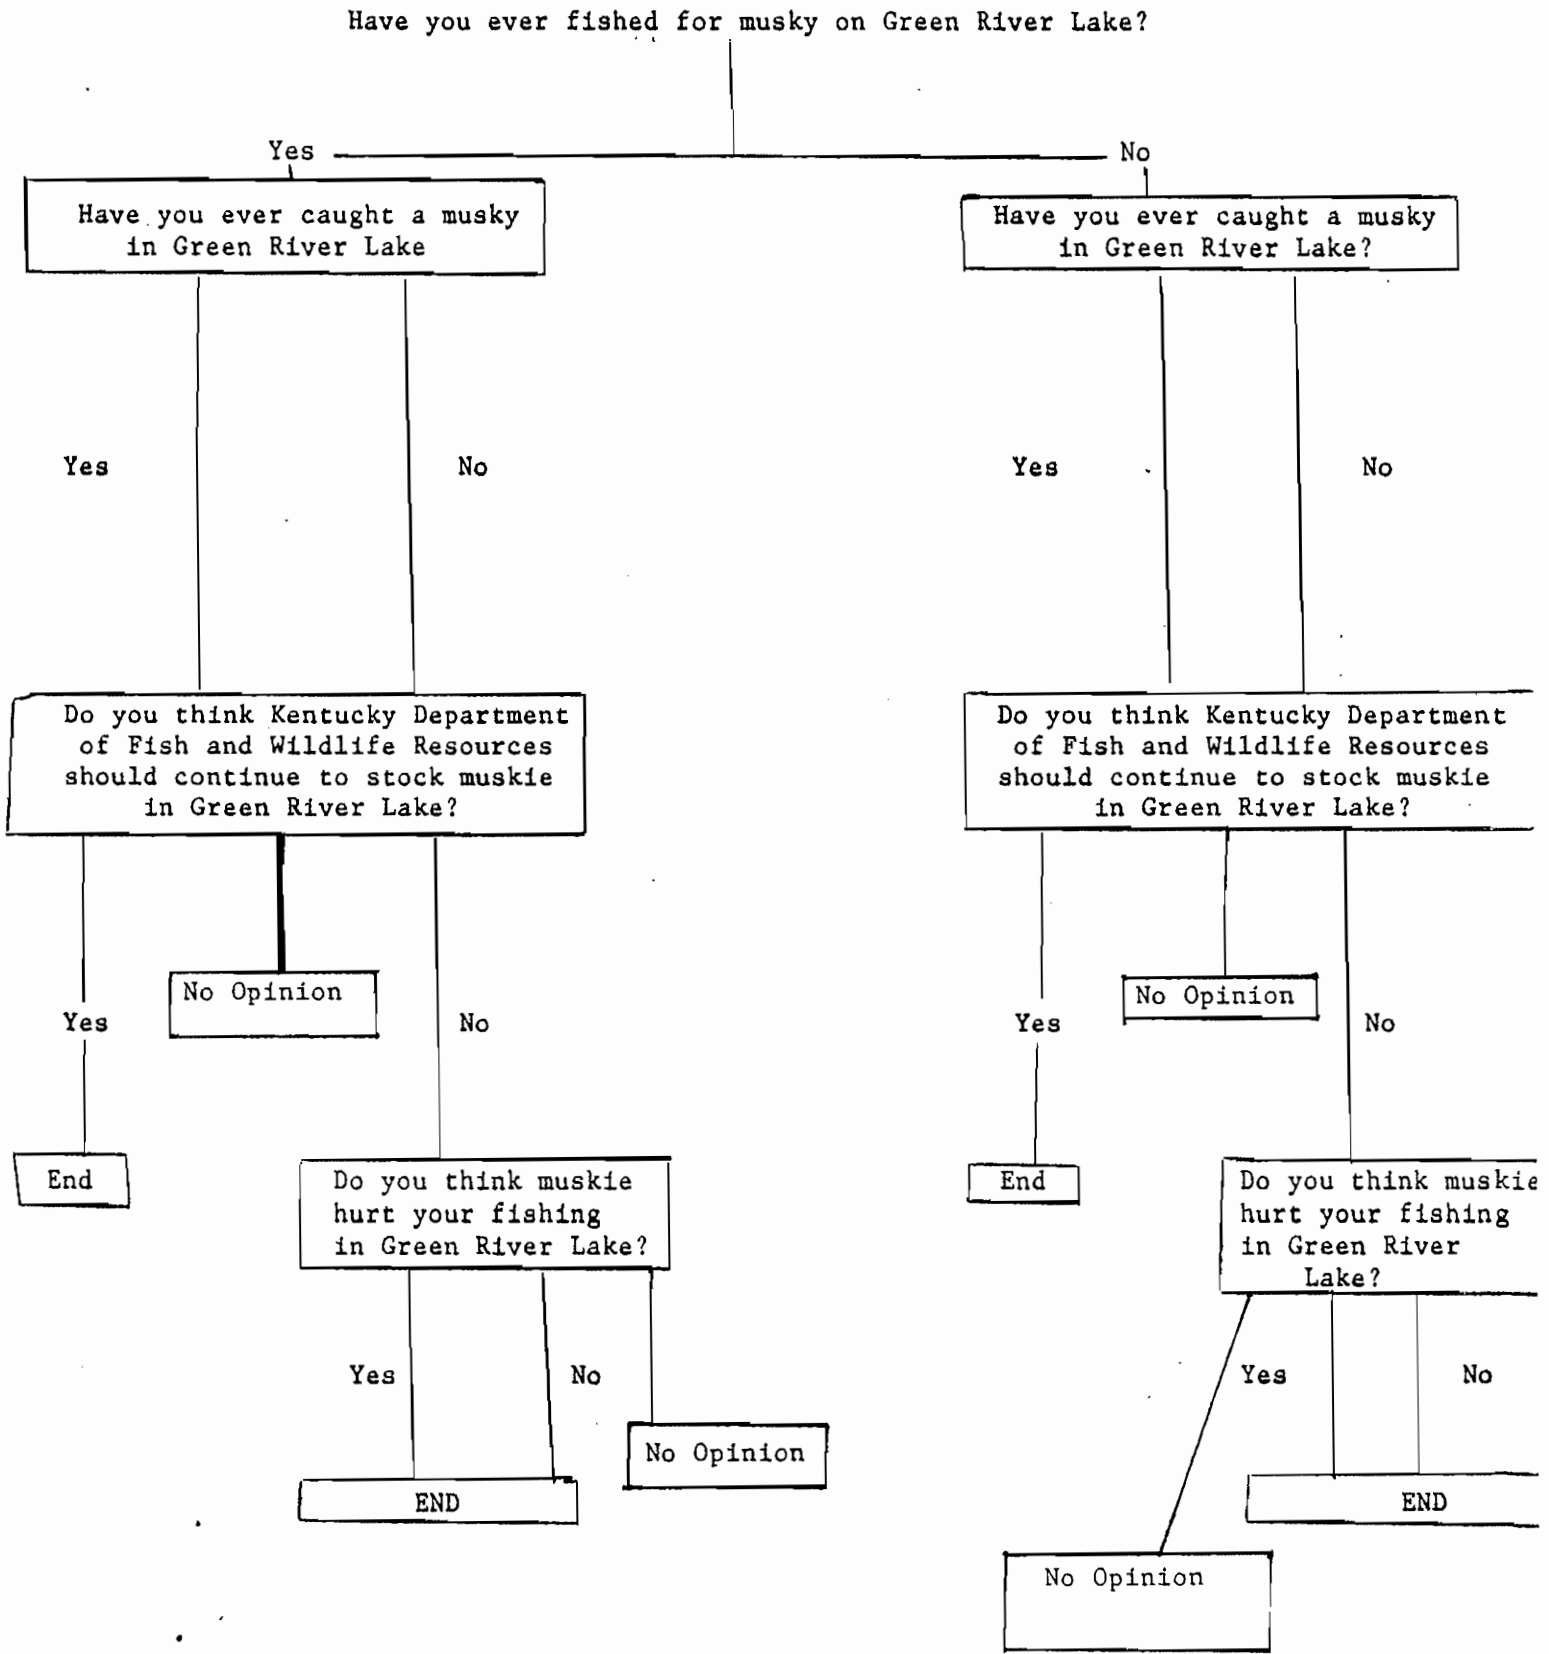 Have you ever fished for musky on Green River Lake?
Yes
No
Have you ever caught a musky
in Green River Lake
Have you ever caught a musky
in Green River Lake?
Yes
No
Yes
No
Do you think Kentucky Department
of Fish and Wildlife Resources
should continue to stock muskie
in Green River Lake?
Do you think Kentucky Department
of Fish and Wildlife Resources
should continue to stock muskie
in Green River Lake?
No Opinion
No Opinion
Yes
No
Yes
No
End
Do you think muskie
hurt your fishing
in Green River Lake?
End
Do you think muskie
hurt your fishing
in Green River
Lake?
Yes
No
Yes
No
No Opinion
END
END
No Opinion